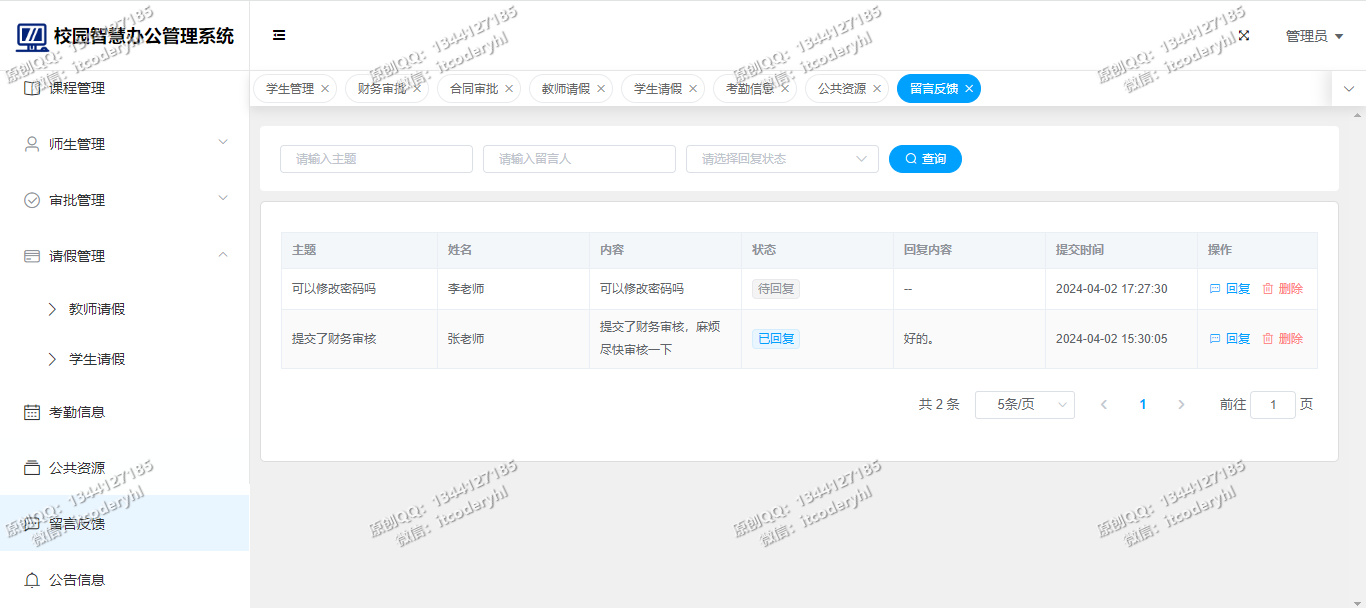 校园智慧办公管理系统
管理员
课程管理
师生管理
审批管理
请假管理
教师请假
学生请假
考勤信息
公共资源
留言反馈
公告信息
学生管理 财务审批 合同审批 教师请假 学生请假 考勤信息 公共资源 留言反馈
请输入主题 请输入留言人 请选择回复状态 查询
主题 姓名 内容 状态 回复内容 提交时间 操作
可以修改密码吗 李老师 可以修改密码吗 待回复 -- 2024-04-02 17:27:30 回复 删除
提交了财务审核 张老师 提交了财务审核，麻烦 已回复 好的。 2024-04-02 15:30:05 回复 删除
尽快审核一下
共 2 条 5条/页 1 前往 1 页
原创QQ：1344127185
微信：itcoderyhl
原创QQ：1344127185
微信：itcoderyhl
原创QQ：1344127185
微信：itcoderyhl
原创QQ：1344127185
微信：itcoderyhl
原创QQ：1344127185
微信：itcoderyhl
原创QQ：1344127185
微信：itcoderyhl
原创QQ：1344127185
微信：itcoderyhl